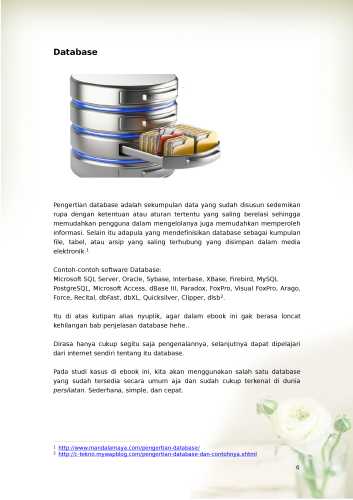 Database
Pengertian database adalah sekumpulan data yang sudah disusun sedemikian
rupa dengan ketentuan atau aturan tertentu yang saling berelasi sehingga
memudahkan pengguna dalam mengelolanya juga memudahkan memperoleh
informasi. Selain itu adapula yang mendefinisikan database sebagai kumpulan
file, tabel, atau arsip yang saling terhubung yang disimpan dalam media
elektronik.1
Contoh-contoh software Database:
Microsoft SQL Server, Oracle, Sybase, Interbase, XBase, Firebird, MySQL
PostgreSQL, Microsoft Access, dBase III, Paradox, FoxPro, Visual FoxPro, Arago,
Force, Recital, dbFast, dbXL, Quicksilver, Clipper, dlsb2.
Itu di atas kutipan alias nyuplik, agar dalam ebook ini gak berasa loncat
kehilangan bab penjelasan database hehe..
Dirasa hanya cukup segitu saja pengenalannya, selanjutnya dapat dipelajari
dari internet sendiri tentang itu database.
Pada studi kasus di ebook ini, kita akan menggunakan salah satu database
yang sudah tersedia secara umum aja dan sudah cukup terkenal di dunia
persilatan. Sederhana, simple, dan cepat.
1 http://www.mandalamaya.com/pengertian-database/
2 http://c-tekno.mywapblog.com/pengertian-database-dan-contohnya.xhtml
6